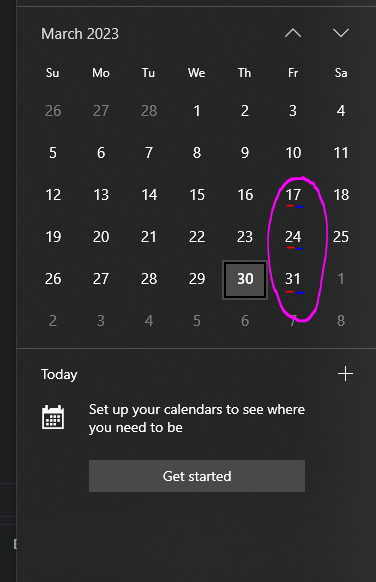 March 2023
Su Mo Tu We Th Fr Sa
26 27 28 1 2 3 4
5 6 7 8 9 10 11
12 13 14 15 16 17 18
19 20 21 22 23 24 25
26 27 28 29 30 31 1
2 3 4 5 6 7 8
Today
Set up your calendars to see where
you need to be
Get started